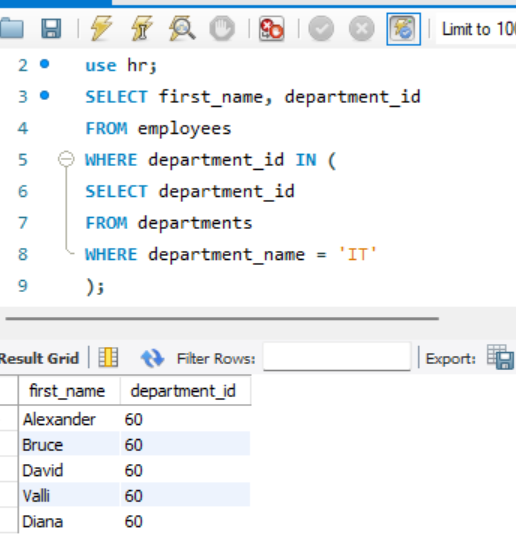 Limit to 100
2 use hr;
3 SELECT first_name, department_id
4 FROM employees
5 WHERE department_id IN (
6 SELECT department_id
7 FROM departments
8 WHERE department_name = 'IT'
9 );
Result Grid Filter Rows: Export:
first_name department_id
Alexander 60
Bruce 60
David 60
Valli 60
Diana 60